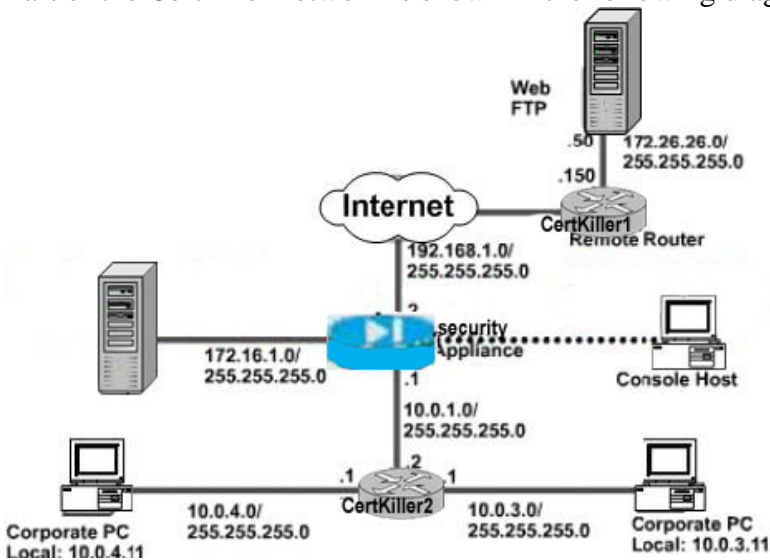 Web
FTP
.50
172.26.26.0/
255.255.255.0
.150
Internet
CertKiller1
Remote Router
192.168.1.0/
255.255.255.0
security
Appliance
172.16.1.0/
255.255.255.0
Console Host
.1
10.0.1.0/
255.255.255.0
.2
.1
1
CertKiller2
10.0.4.0/
255.255.255.0
10.0.3.0/
255.255.255.0
Corporate PC
Local: 10.0.4.11
Corporate PC
Local: 10.0.3.11